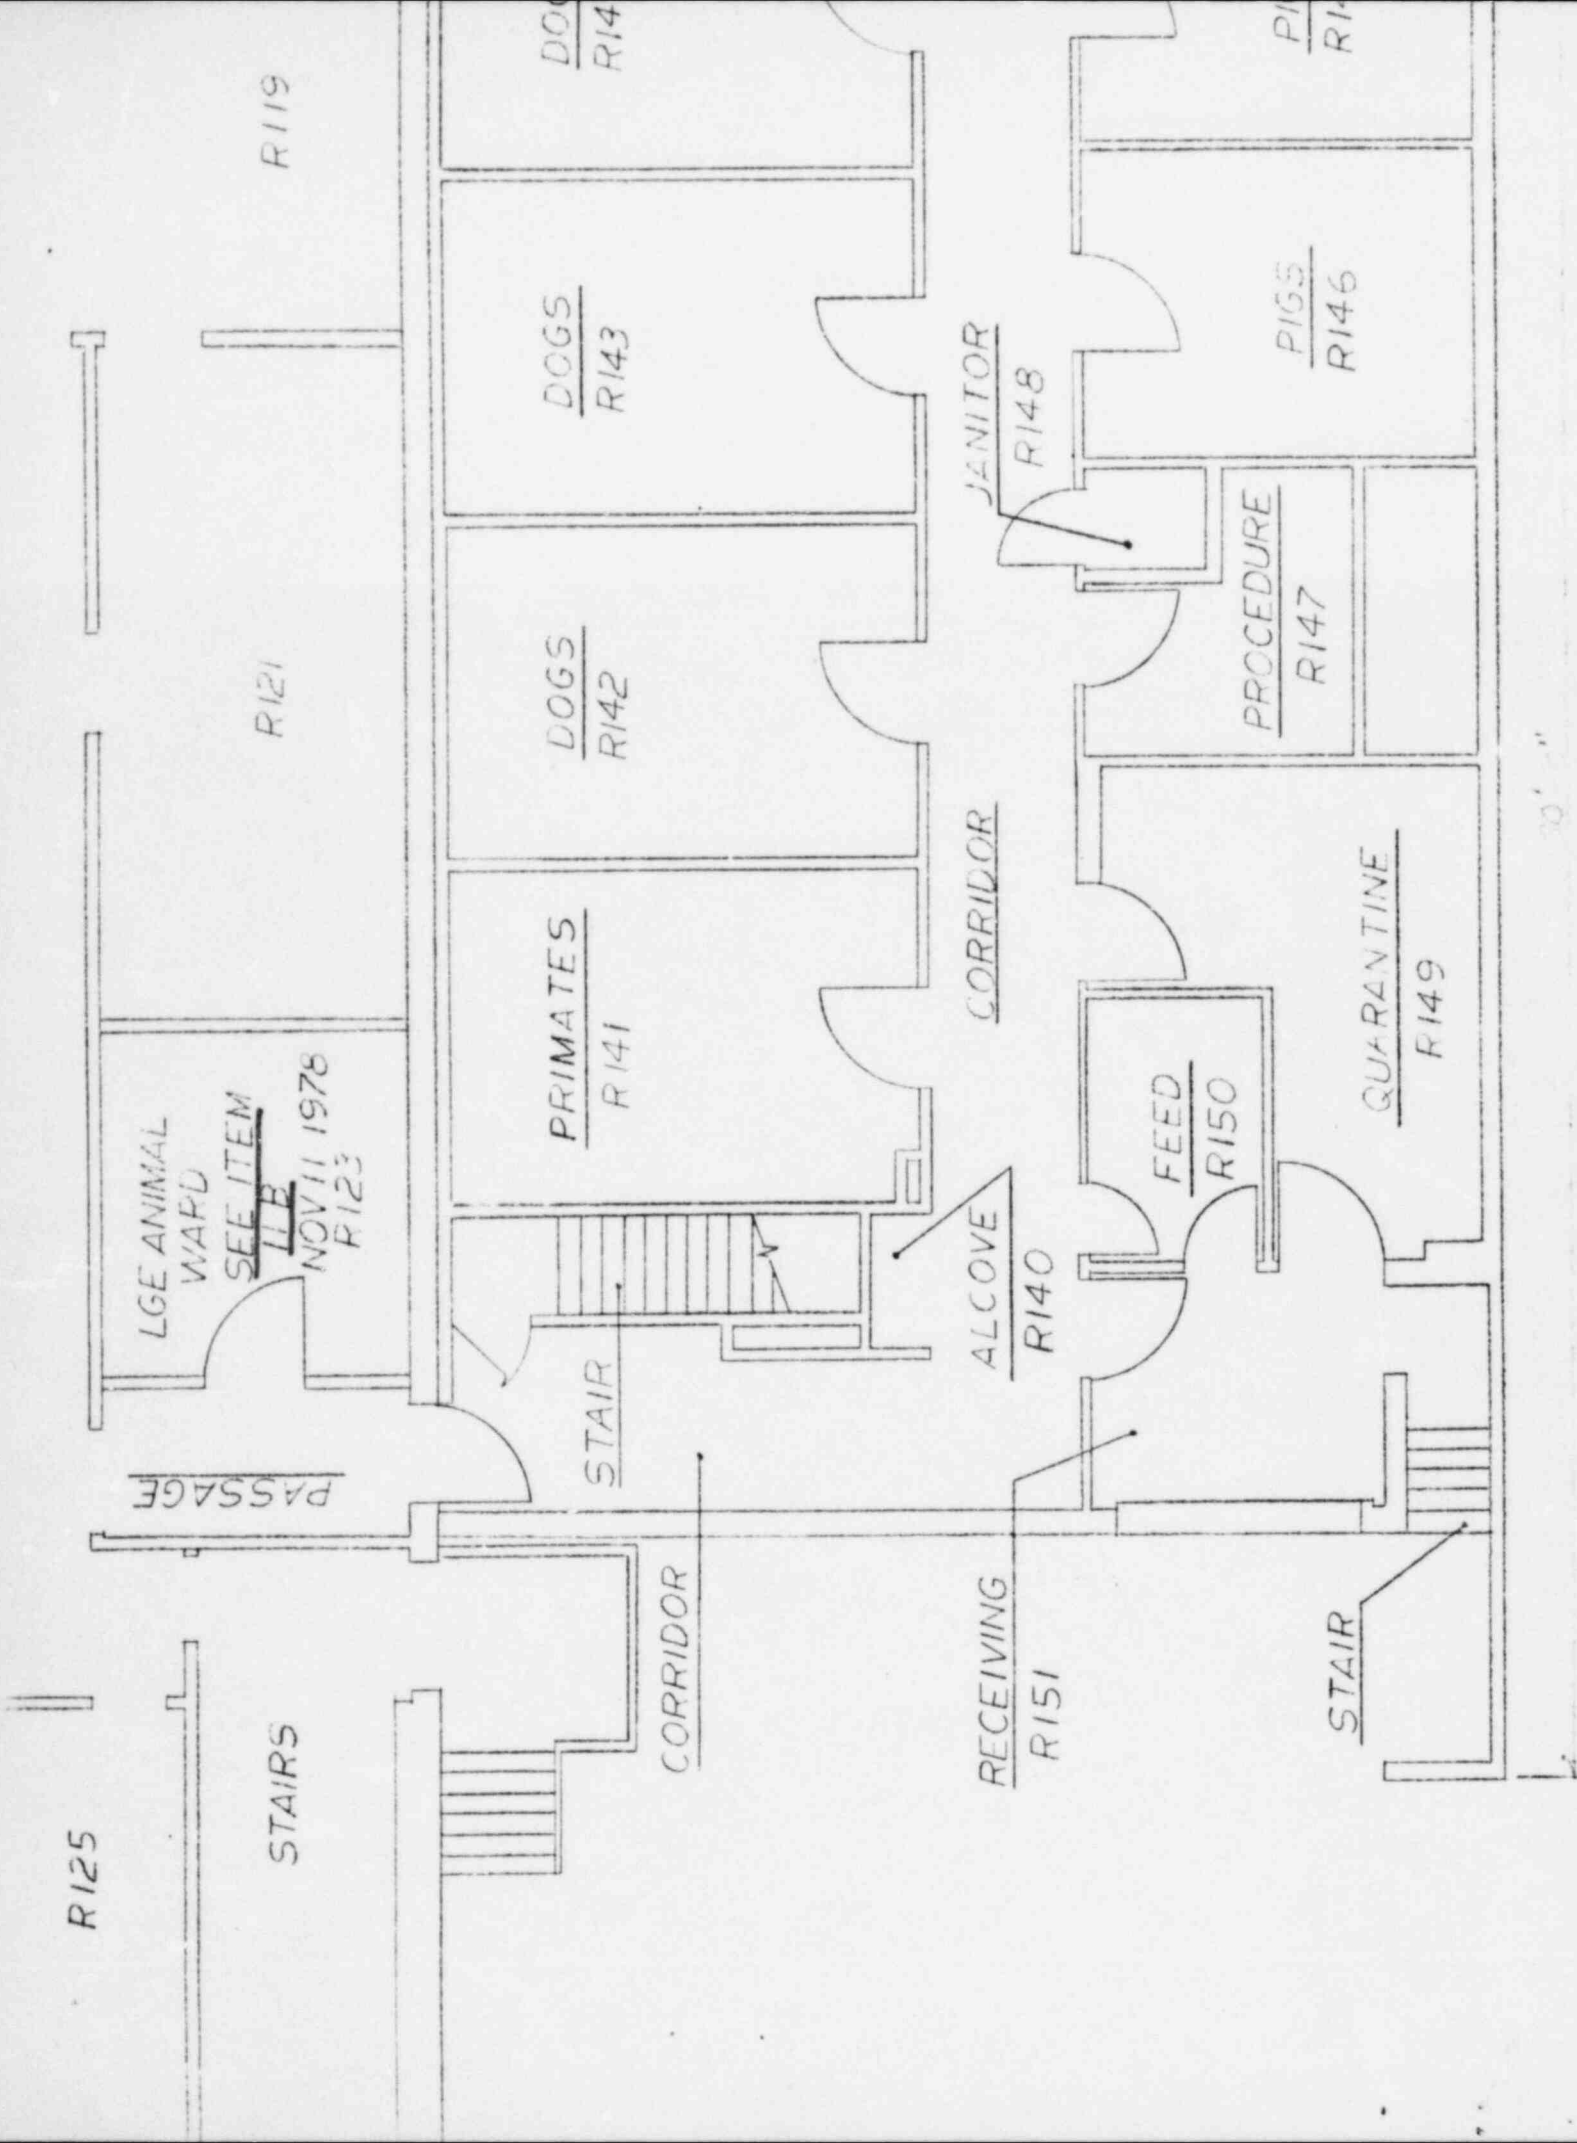 R119
R121
LGE ANIMAL
WARD
SEE ITEM
11 B
NOV 11 1978
R123
PASSAGE
R125
STAIRS
DOGS
R143
DOGS
R142
PRIMATES
R141
STAIR
CORRIDOR
JANITOR
R148
CORRIDOR
ALCOVE
R140
RECEIVING
R151
PIGS
R146
PROCEDURE
R147
FEED
R150
QUARANTINE
R149
STAIR